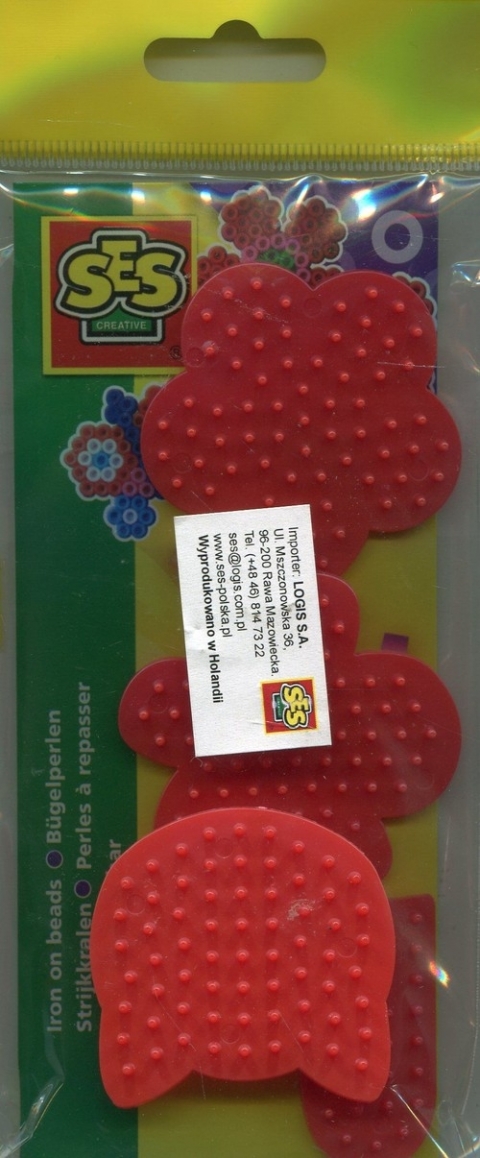 SES
CREATIVE
®
Importer: LOGIS S.A.
Ul. Mszczonowska 36,
96-200 Rawa Mazowiecka,
Tel. (+48 46) 814 73 22
ses@logis.com.pl
www.ses-polska.pl
Wyprodukowano w Holandii
SES
Iron on beads ● Bügelperlen
Strijkkralen ● Perles à repasser